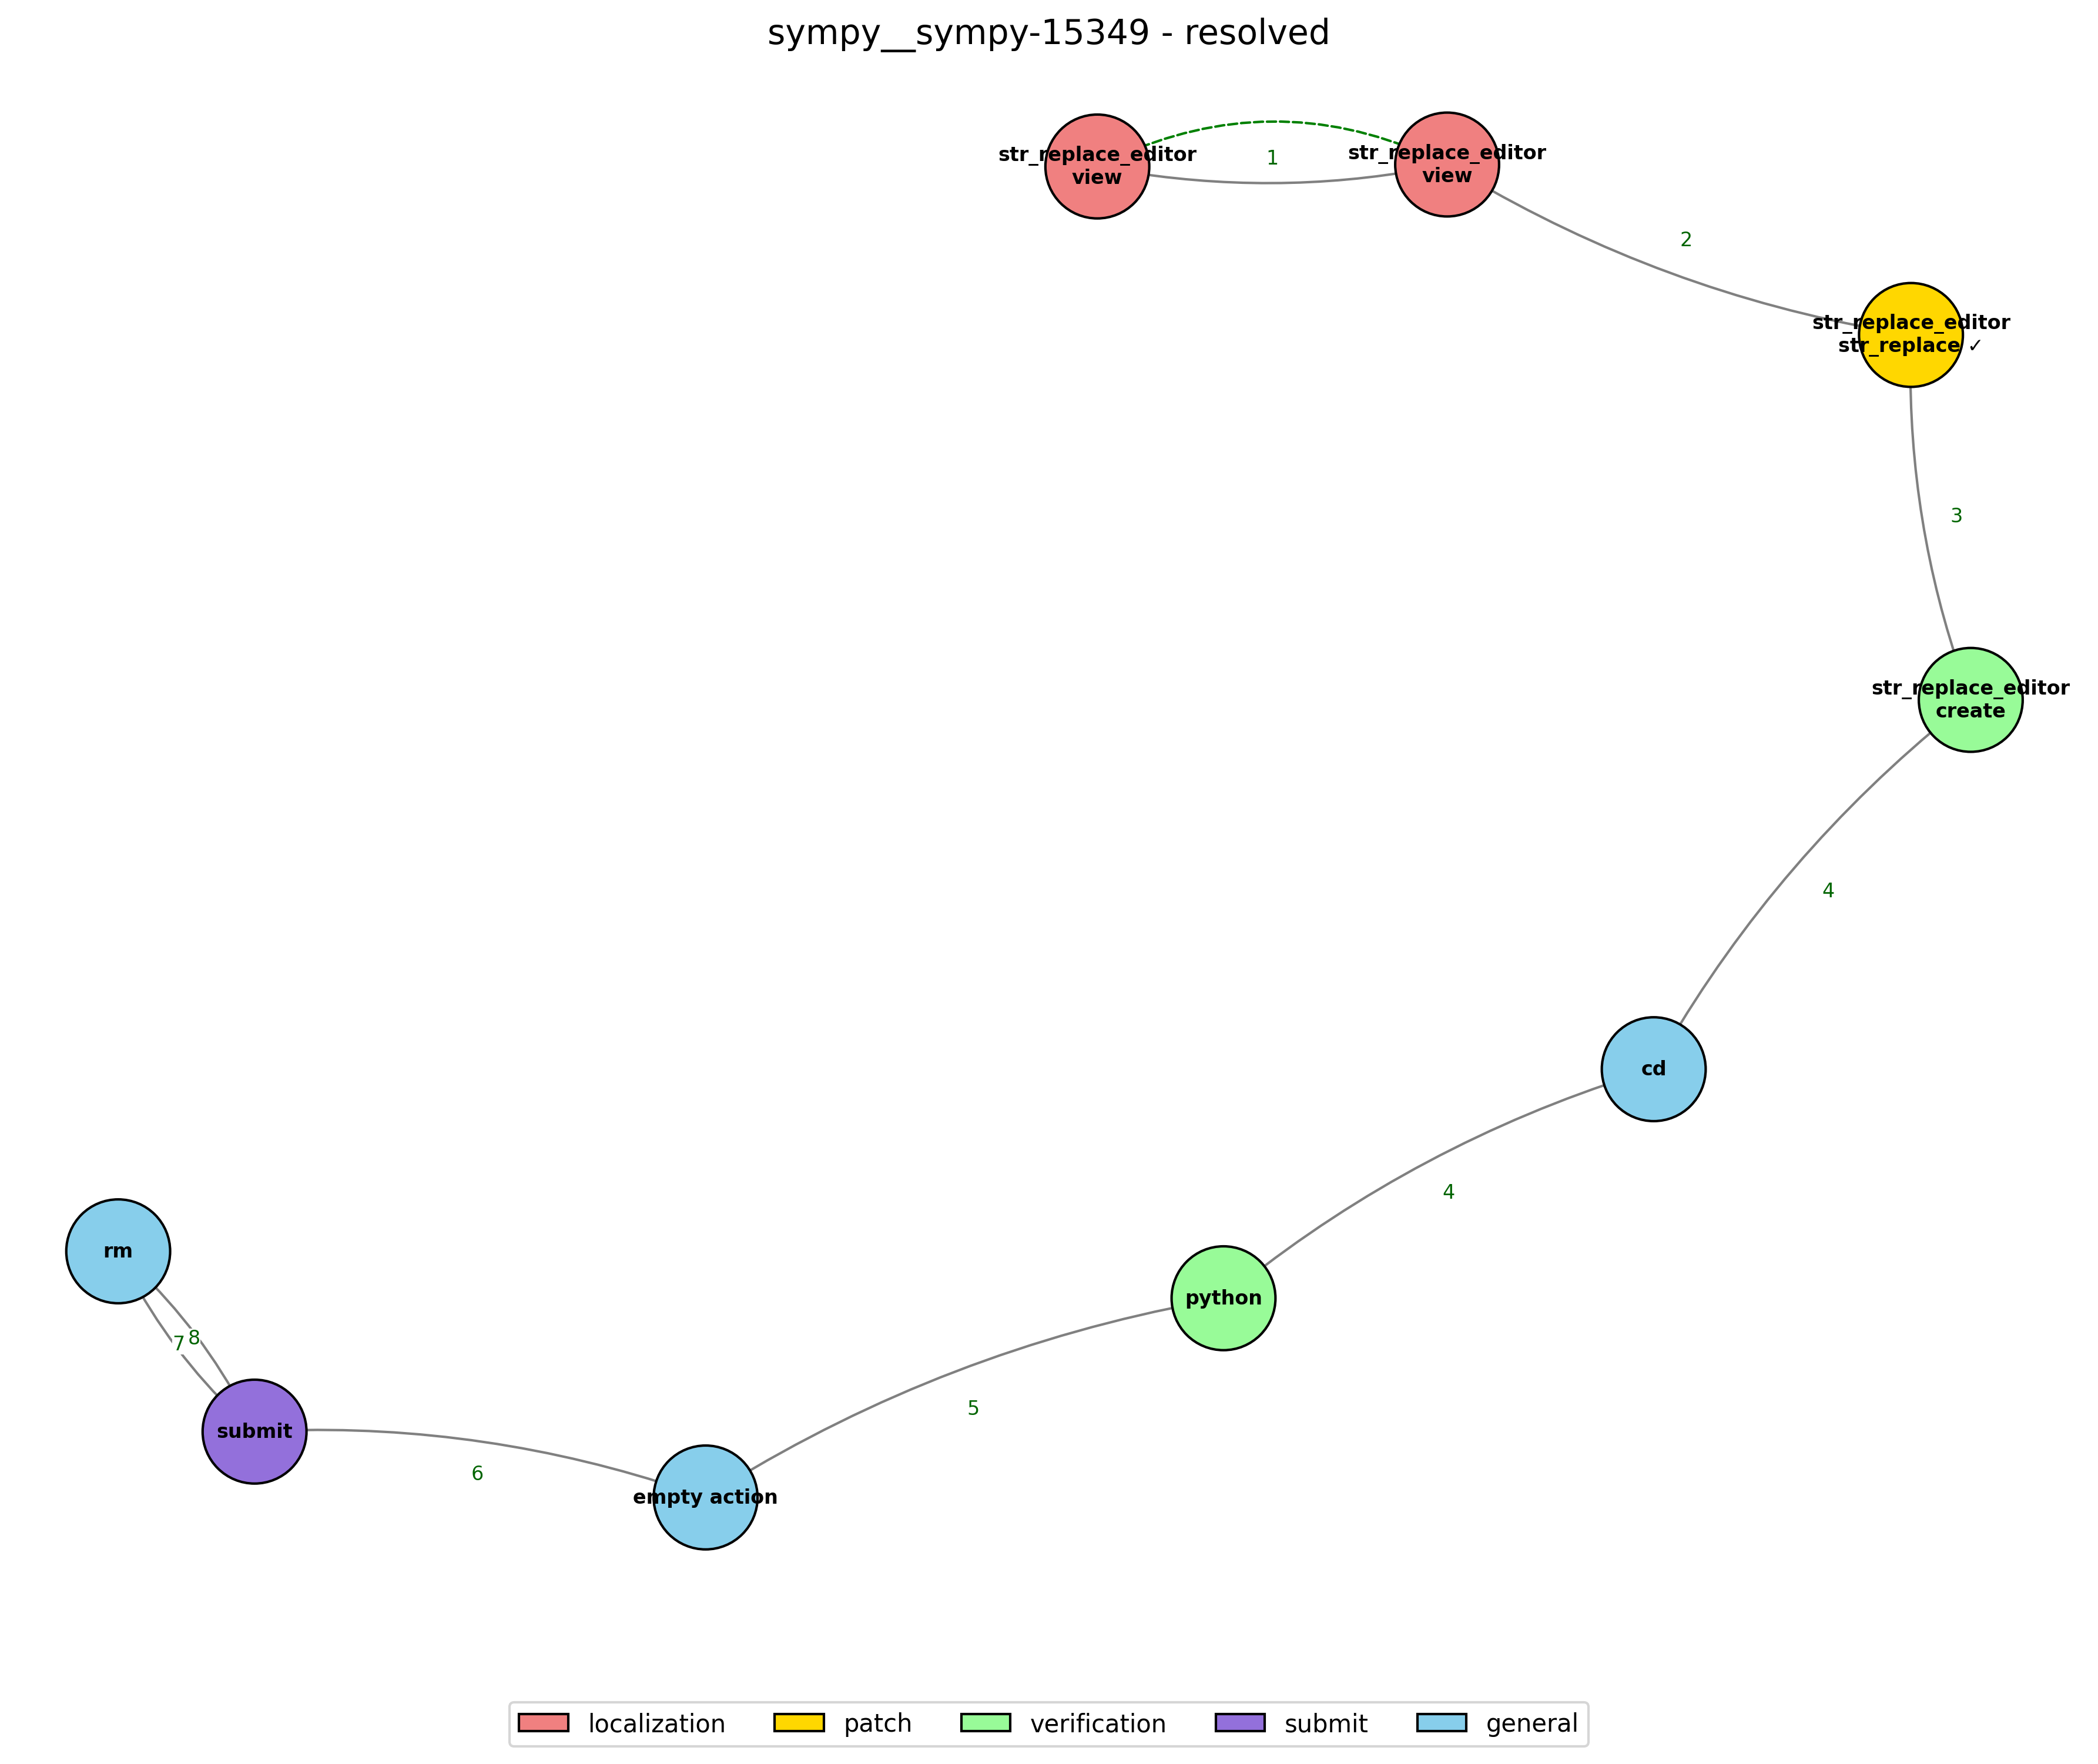 sympy__sympy-15349 - resolved
str_replace_editor
view
1
str_replace_editor
view
2
str_replace_editor
str_replace ✓
3
str_replace_editor
create
4
cd
4
python
5
empty action
6
submit
7
8
rm
localization
patch
verification
submit
general